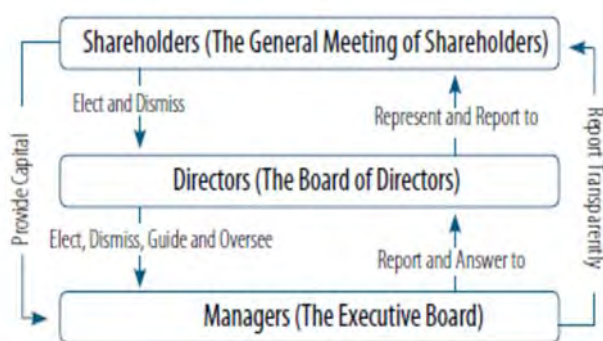 Shareholders (The General Meeting of Shareholders)
Elect and Dismiss
Represent and Report to
Provide Capital
Report Transparently
Directors (The Board of Directors)
Elect, Dismiss, Guide and Oversee
Report and Answer to
Managers (The Executive Board)